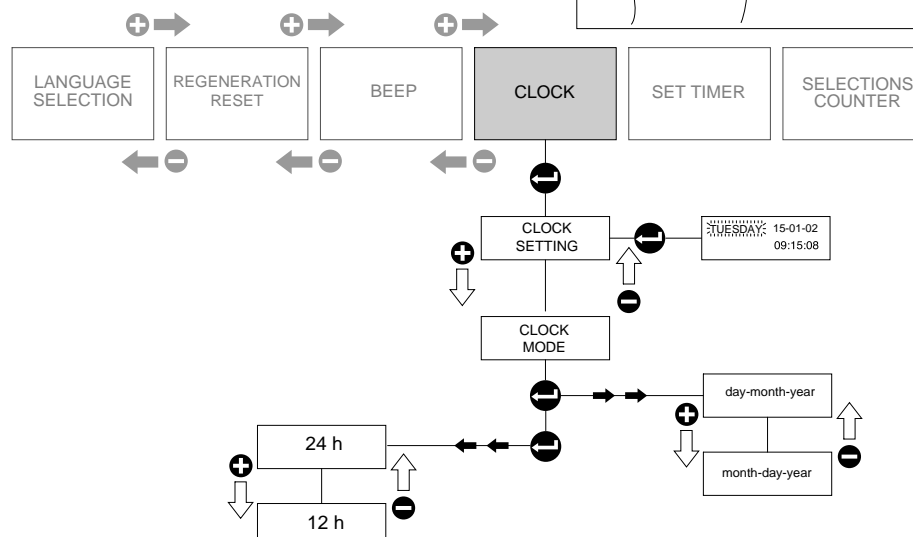 LANGUAGE
SELECTION
REGENERATION
RESET
BEEP
CLOCK
SET TIMER
SELECTIONS
COUNTER
CLOCK
SETTING
TUESDAY 15-01-02
09:15:08
CLOCK
MODE
day-month-year
month-day-year
24 h
12 h